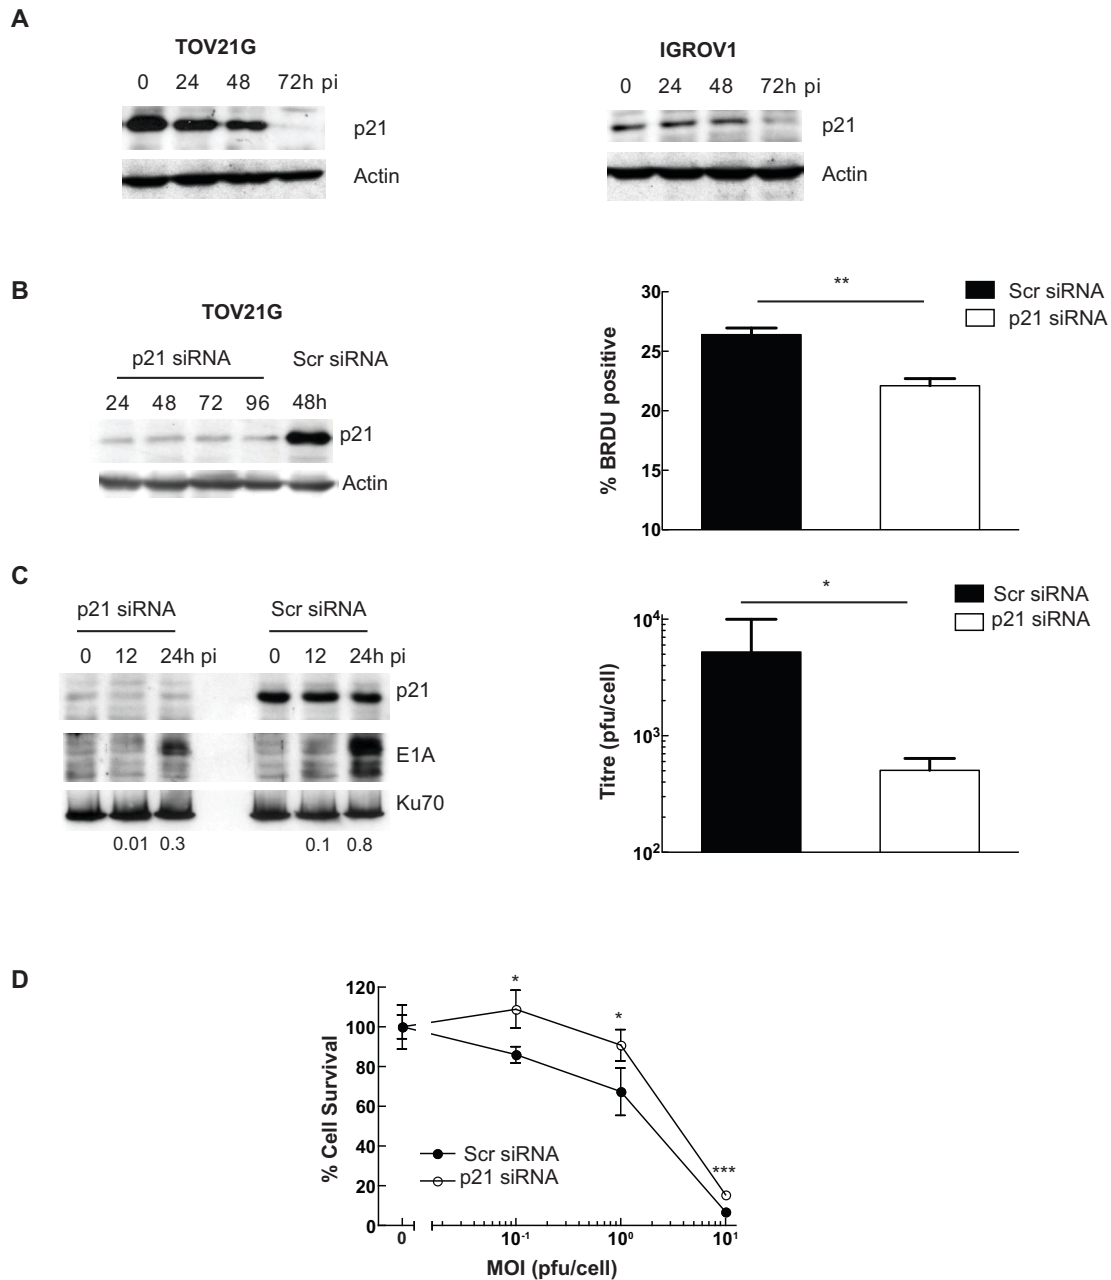 A
TOV21G
0 24 48 72h pi
p21
Actin
IGROV1
0 24 48 72h pi
p21
Actin
B
TOV21G
p21 siRNA Scr siRNA
24 48 72 96 48h
p21
Actin
% BRDU positive
30
25
20
15
10
**
Scr siRNA
p21 siRNA
C
p21 siRNA Scr siRNA
0 12 24h pi 0 12 24h pi
p21
E1A
Ku70
0.01 0.3 0.1 0.8
Titre (pfu/cell)
10⁴
10³
10²
*
Scr siRNA
p21 siRNA
D
% Cell Survival
120
100
80
60
40
20
0
* * ***
Scr siRNA
p21 siRNA
0 10⁻¹ 10⁰ 10¹
MOI (pfu/cell)